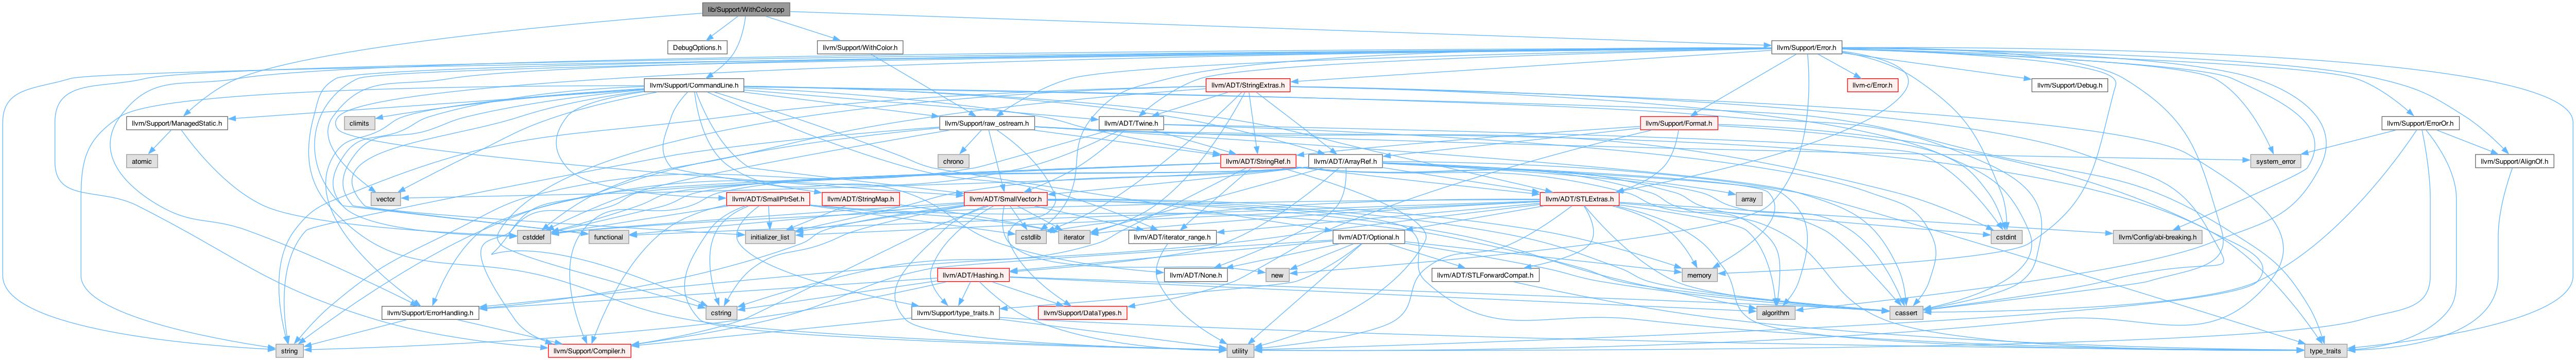 lib/Support/WithColor.cpp
DebugOptions.h
llvm/Support/WithColor.h
llvm/Support/Error.h
llvm/Support/CommandLine.h
llvm/ADT/StringExtras.h
llvm-c/Error.h
llvm/Support/Debug.h
climits
llvm/Support/ManagedStatic.h
llvm/Support/raw_ostream.h
llvm/ADT/Twine.h
llvm/Support/Format.h
llvm/Support/ErrorOr.h
atomic
chrono
llvm/ADT/StringRef.h
llvm/ADT/ArrayRef.h
system_error
llvm/Support/AlignOf.h
vector
llvm/ADT/SmallPtrSet.h
llvm/ADT/StringMap.h
llvm/ADT/SmallVector.h
llvm/ADT/STLExtras.h
array
cstddef
functional
initializer_list
cstdlib
iterator
llvm/ADT/iterator_range.h
llvm/ADT/Optional.h
cstdint
llvm/Config/abi-breaking.h
llvm/ADT/Hashing.h
llvm/ADT/None.h
new
llvm/ADT/STLForwardCompat.h
memory
llvm/Support/ErrorHandling.h
cstring
llvm/Support/type_traits.h
llvm/Support/DataTypes.h
algorithm
cassert
string
llvm/Support/Compiler.h
utility
type_traits